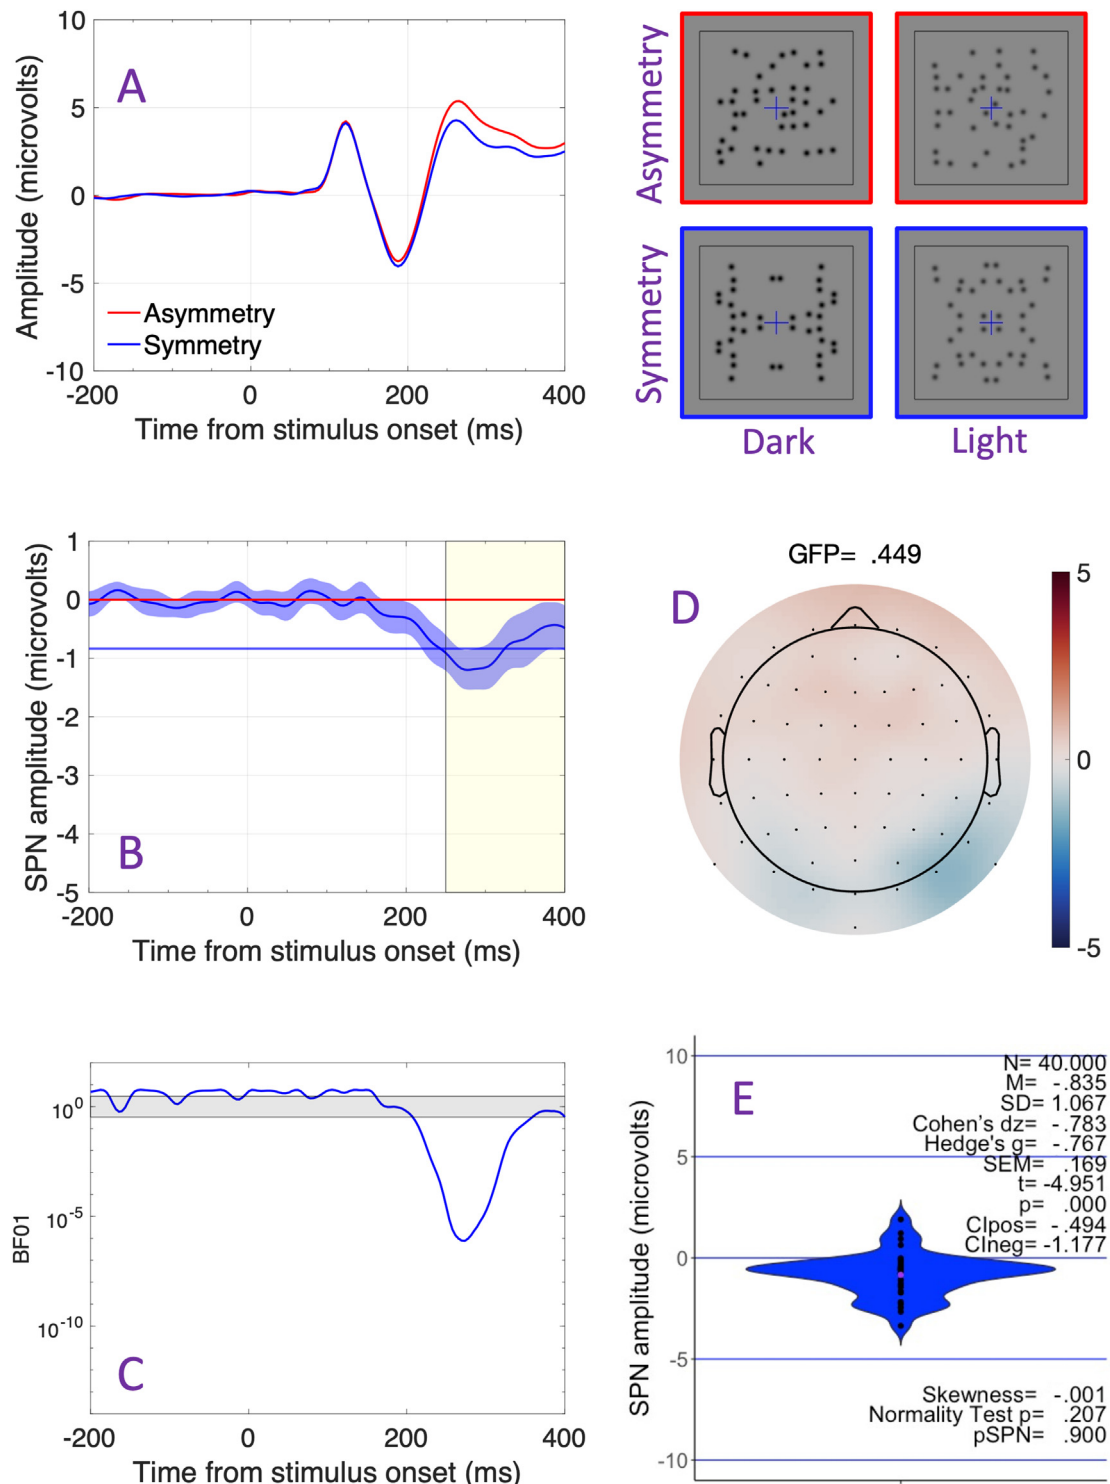 A
Amplitude (microvolts)
10
5
0
-5
-10
Asymmetry
Symmetry
-200
0
200
400
Time from stimulus onset (ms)
Asymmetry
Symmetry
Dark
Light
B
SPN amplitude (microvolts)
1
0
-1
-2
-3
-4
-5
-200
0
200
400
Time from stimulus onset (ms)
D
GFP= .449
5
0
-5
C
BF01
10^0
10^-5
10^-10
-200
0
200
400
Time from stimulus onset (ms)
E
SPN amplitude (microvolts)
10
5
0
-5
-10
N= 40.000
M= -.835
SD= 1.067
Cohen's dz= -.783
Hedge's g= -.767
SEM= .169
t= -4.951
p= .000
CIpos= -.494
CIneg= -1.177
Skewness= -.001
Normality Test p= .207
pSPN= .900